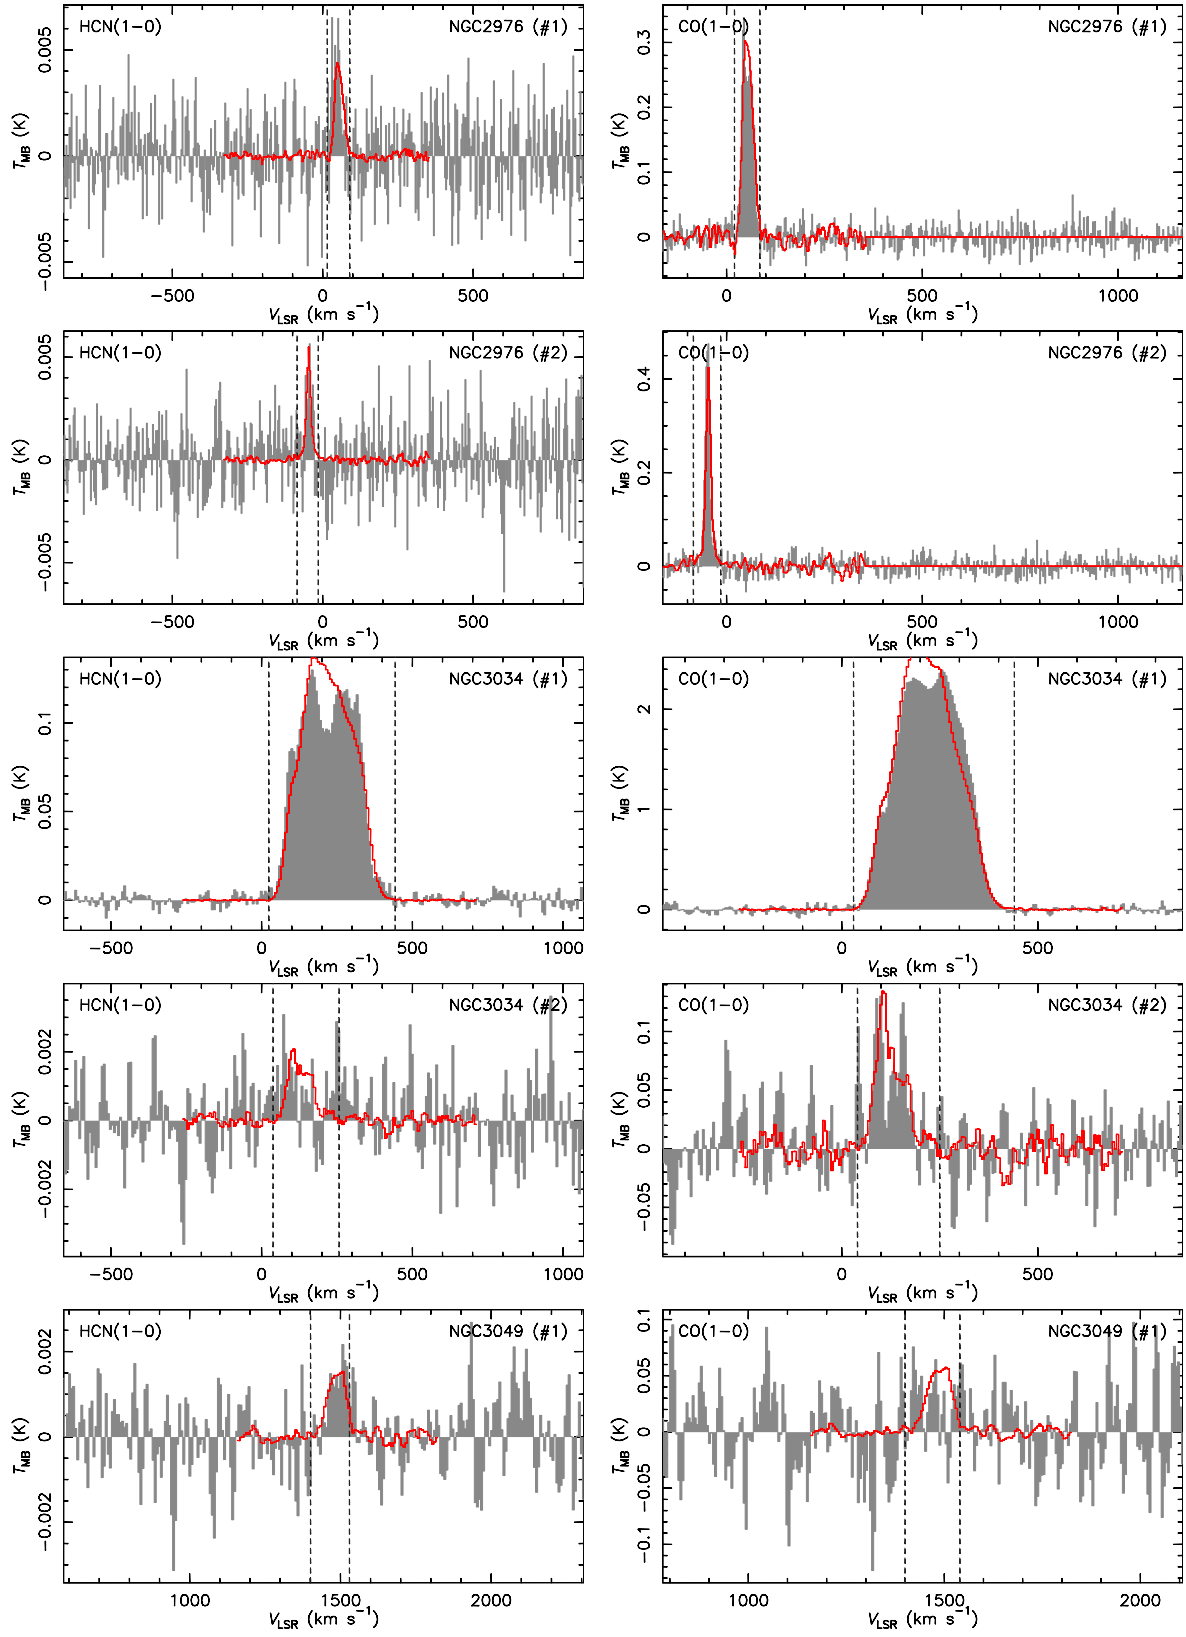 HCN(1−0) NGC2976 (#1)
0.005
0
−0.005
T_MB (K)
−500 0 500
V_LSR (km s⁻¹)
CO(1−0) NGC2976 (#1)
0.3
0.2
0.1
0
T_MB (K)
0 500 1000
V_LSR (km s⁻¹)
HCN(1−0) NGC2976 (#2)
0.005
0
−0.005
T_MB (K)
−500 0 500
V_LSR (km s⁻¹)
CO(1−0) NGC2976 (#2)
0.4
0.2
0
T_MB (K)
0 500 1000
V_LSR (km s⁻¹)
HCN(1−0) NGC3034 (#1)
0.1
0.05
0
T_MB (K)
−500 0 500 1000
V_LSR (km s⁻¹)
CO(1−0) NGC3034 (#1)
2
1
0
T_MB (K)
0 500
V_LSR (km s⁻¹)
HCN(1−0) NGC3034 (#2)
0.002
0
−0.002
T_MB (K)
−500 0 500 1000
V_LSR (km s⁻¹)
CO(1−0) NGC3034 (#2)
0.1
0.05
0
−0.05
T_MB (K)
0 500
V_LSR (km s⁻¹)
HCN(1−0) NGC3049 (#1)
0.002
0
−0.002
T_MB (K)
1000 1500 2000
V_LSR (km s⁻¹)
CO(1−0) NGC3049 (#1)
0.1
0.05
0
−0.05
−0.1
T_MB (K)
1000 1500 2000
V_LSR (km s⁻¹)